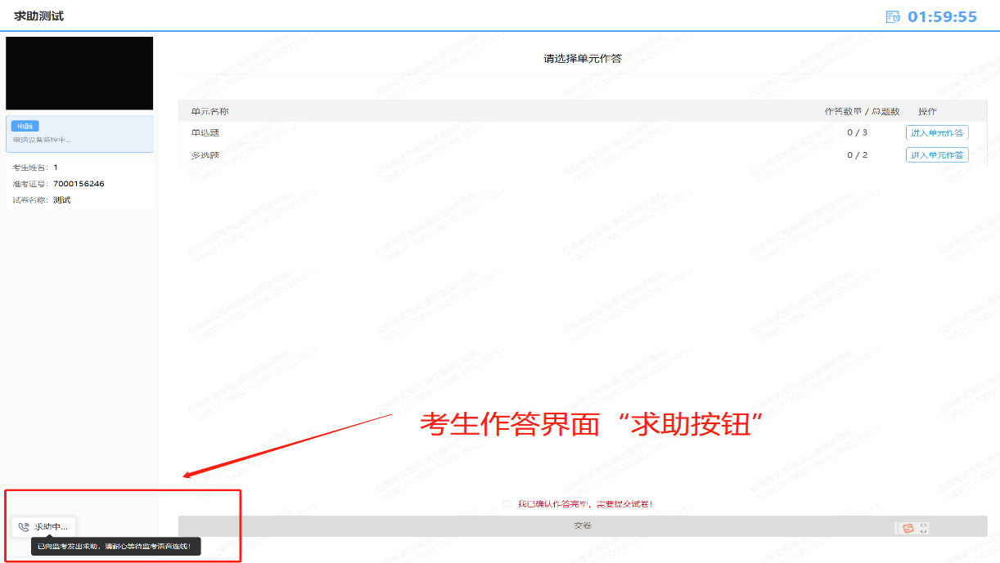 求助测试
01:59:55
请选择单元作答
电脑
电脑设备监控中...
考生姓名：1
准考证号：7000156246
试卷名称：测试
单元名称 作答数量 / 总题数 操作
单选题 0 / 3 进入单元作答
多选题 0 / 2 进入单元作答
考生作答界面“求助按钮”
我已确认作答完毕，需要提交试卷！
交卷
求助中...
已向监考发出求助，请耐心等待监考语音连线！